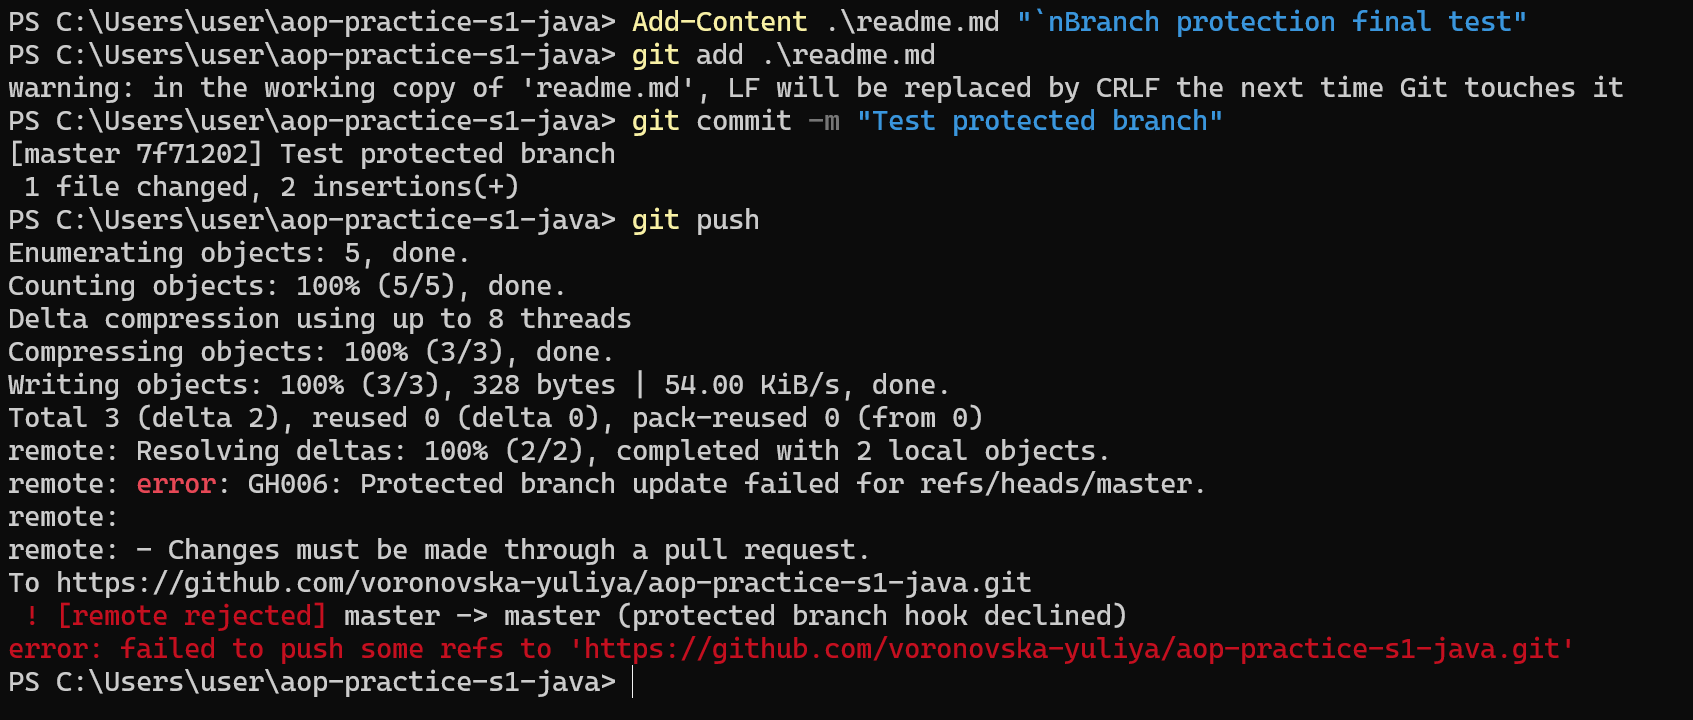 PS C:\Users\user\aop-practice-s1-java> Add-Content .\readme.md "`nBranch protection final test"
PS C:\Users\user\aop-practice-s1-java> git add .\readme.md
warning: in the working copy of 'readme.md', LF will be replaced by CRLF the next time Git touches it
PS C:\Users\user\aop-practice-s1-java> git commit -m "Test protected branch"
[master 7f71202] Test protected branch
 1 file changed, 2 insertions(+)
PS C:\Users\user\aop-practice-s1-java> git push
Enumerating objects: 5, done.
Counting objects: 100% (5/5), done.
Delta compression using up to 8 threads
Compressing objects: 100% (3/3), done.
Writing objects: 100% (3/3), 328 bytes | 54.00 KiB/s, done.
Total 3 (delta 2), reused 0 (delta 0), pack-reused 0 (from 0)
remote: Resolving deltas: 100% (2/2), completed with 2 local objects.
remote: error: GH006: Protected branch update failed for refs/heads/master.
remote:
remote: - Changes must be made through a pull request.
To https://github.com/voronovska-yuliya/aop-practice-s1-java.git
 ! [remote rejected] master -> master (protected branch hook declined)
error: failed to push some refs to 'https://github.com/voronovska-yuliya/aop-practice-s1-java.git'
PS C:\Users\user\aop-practice-s1-java>